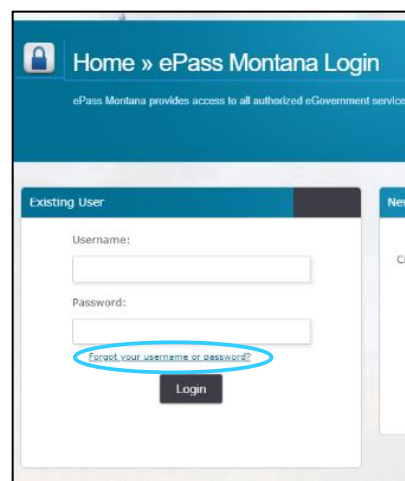 Home » ePass Montana Login
ePass Montana provides access to all authorized eGovernment service
Existing User
Username:
Password:
Forgot your username or password?
Login